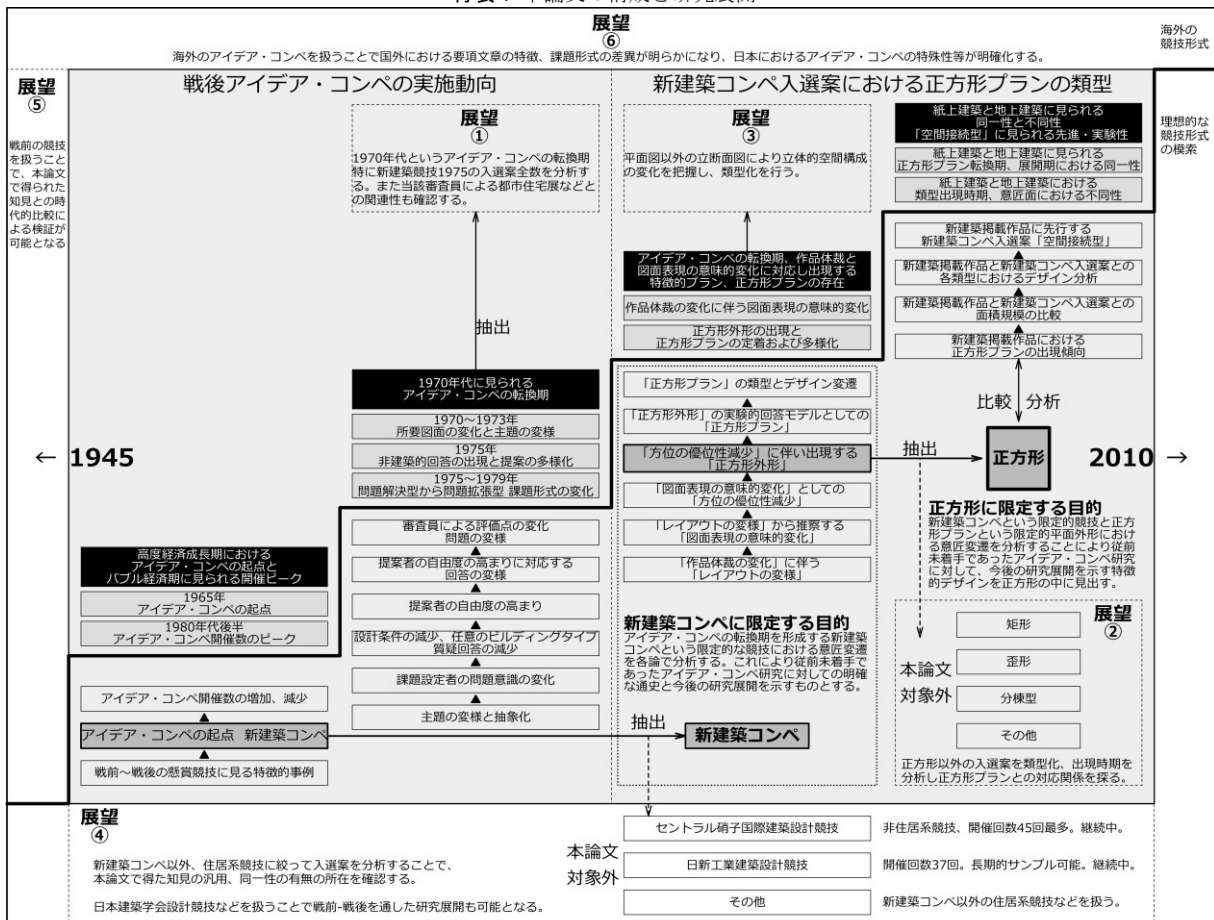 展望
⑥
海外のアイデア・コンペを扱うことで国外における要項文章の特徴、課題形式の差異が明らかになり、日本におけるアイデア・コンペの特殊性等が明確化する。
海外の
競技形式
展望
⑤
戦前の競技
を扱うこと
で、本論文
で得られた
知見との時
代的比較に
よる検証が
可能となる
理想的な
競技形式
の模索
戦後アイデア・コンペの実施動向
展望
①
1970年代というアイデア・コンペの転換期
特に新建築競技1975の入選案全数を分析す
る。また当該審査員による都市住宅展などと
の関連性も確認する。
抽出
1970年代に見られる
アイデア・コンペの転換期
1970～1973年
所要図面の変化と主題の変様
1975年
非建築的回答の出現と提案の多様化
1975～1979年
問題解決型から問題拡張型 課題形式の変化
審査員による評価点の変化
問題の変様
提案者の自由度の高まりに対応する
回答の変様
提案者の自由度の高まり
設計条件の減少、任意のビルディングタイプ
質疑回答の減少
課題設定者の問題意識の変化
主題の変様と抽象化
← 1945
高度経済成長期における
アイデア・コンペの起点と
バブル経済期に見られる開催ピーク
1965年
アイデア・コンペの起点
1980年代後半
アイデア・コンペ開催数のピーク
アイデア・コンペ開催数の増加、減少
アイデア・コンペの起点 新建築コンペ
戦前～戦後の懸賞競技に見る特徴的事例
新建築コンペ入選案における正方形プランの類型
展望
③
平面図以外の立断面図により立体的空間構成
の変化を把握し、類型化を行う。
アイデア・コンペの転換期、作品体裁と
図面表現の意味的変化に対応し出現する
特徴的プラン、正方形プランの存在
作品体裁の変化に伴う図面表現の意味的変化
正方形外形の出現と
正方形プランの定着および多様化
「正方形プラン」の類型とデザイン変遷
「正方形外形」の実験的回答モデルとしての
「正方形プラン」
「方位の優位性減少」に伴い出現する
「正方形外形」
「図面表現の意味的変化」としての
「方位の優位性減少」
「レイアウトの変様」から推察する
「図面表現の意味的変化」
「作品体裁の変化」に伴う
「レイアウトの変様」
新建築コンペに限定する目的
アイデア・コンペの転換期を形成する新建築
コンペという限定的な競技における意匠変遷
を各論で分析する。これにより従前未着手で
あったアイデア・コンペ研究に対しての明確
な通史と今後の研究展開を示すものとする。
抽出
新建築コンペ
紙上建築と地上建築に見られる
同一性と不同性
「空間接続型」に見られる先進・実験性
紙上建築と地上建築に見られる
正方形プラン転換期、展開期における同一性
紙上建築と地上建築における
類型出現時期、意匠面における不同性
新建築掲載作品に先行する
新建築コンペ入選案「空間接続型」
新建築掲載作品と新建築コンペ入選案との
各類型におけるデザイン分析
新建築掲載作品と新建築コンペ入選案との
面積規模の比較
新建築掲載作品における
正方形プランの出現傾向
比較 分析
抽出
正方形
2010 →
正方形に限定する目的
新建築コンペという限定的競技と正方
形プランという限定的平面外形におけ
る意匠変遷を分析することにより従前
未着手であったアイデア・コンペ研究
に対して、今後の研究展開を示す特徴
的デザインを正方形の中に見出す。
展望
②
本論文
対象外
矩形
歪形
分棟型
その他
正方形以外の入選案を類型化、出現時期を
分析し正方形プランとの対応関係を探る。
展望
④
新建築コンペ以外、住居系競技に絞って入選案を分析することで、
本論文で得た知見の汎用、同一性の有無の所在を確認する。
日本建築学会設計競技などを扱うことで戦前-戦後を通した研究展開も可能となる。
本論文
対象外
セントラル硝子国際建築設計競技
非住居系競技、開催回数45回最多。継続中。
日新工業建築設計競技
開催回数37回。長期的サンプル可能。継続中。
その他
新建築コンペ以外の住居系競技などを扱う。